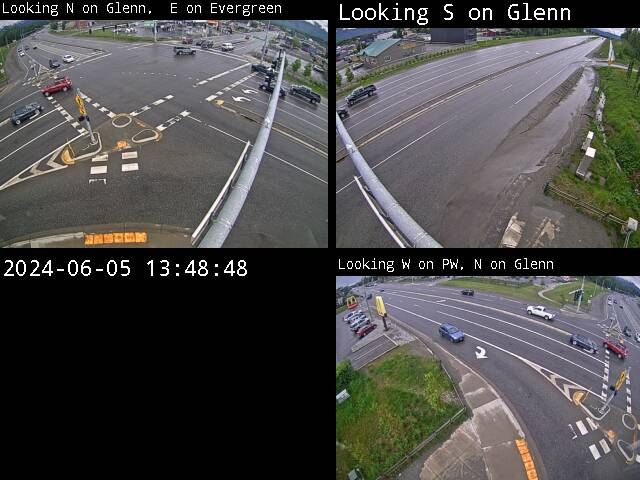 Looking N on Glenn, E on Evergreen
Looking S on Glenn
2024-06-05 13:48:48
Looking W on PW, N on Glenn